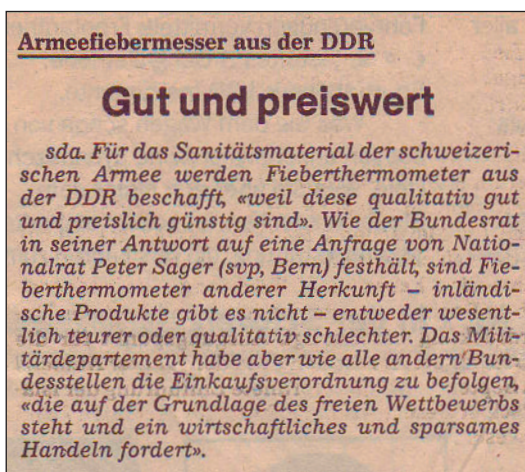 Armeefiebermesser aus der DDR
Gut und preiswert
sda. Für das Sanitätsmaterial der schweizeri-
schen Armee werden Fieberthermometer aus
der DDR beschafft, «weil diese qualitativ gut
und preislich günstig sind». Wie der Bundesrat
in seiner Antwort auf eine Anfrage von Natio-
nalrat Peter Sager (svp, Bern) festhält, sind Fie-
berthermometer anderer Herkunft – inländi-
sche Produkte gibt es nicht – entweder wesent-
lich teurer oder qualitativ schlechter. Das Mili-
tärdepartement habe aber wie alle andern Bun-
desstellen die Einkaufsverordnung zu befolgen,
«die auf der Grundlage des freien Wettbewerbs
steht und ein wirtschaftliches und sparsames
Handeln fordert».